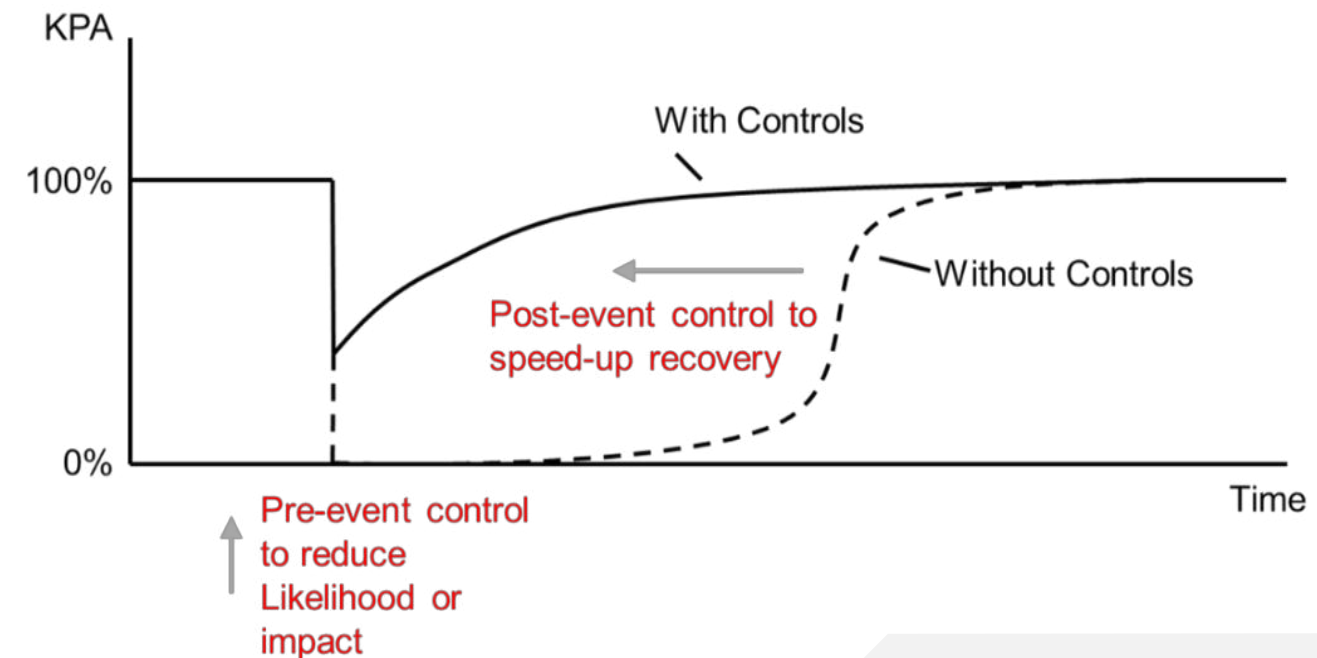 KPA
With Controls
100%
Without Controls
Post-event control to
speed-up recovery
0%
Time
Pre-event control
to reduce
Likelihood or
impact